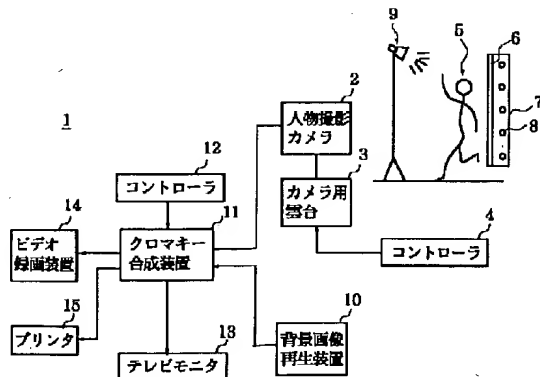 1
9
5
6
7
8
2
人物撮影
カメラ
3
カメラ用
雲台
4
コントローラ
12
コントローラ
11
クロマキー
合成装置
14
ビデオ
録画装置
15
プリンタ
13
テレビモニタ
10
背景画像
再生装置